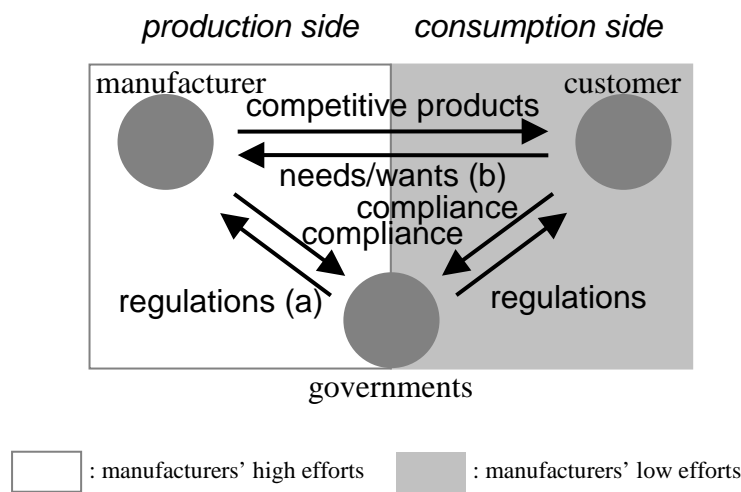 production side
consumption side
manufacturer
customer
competitive products
needs/wants (b)
compliance
compliance
regulations (a)
regulations
governments
: manufacturers’ high efforts
: manufacturers’ low efforts